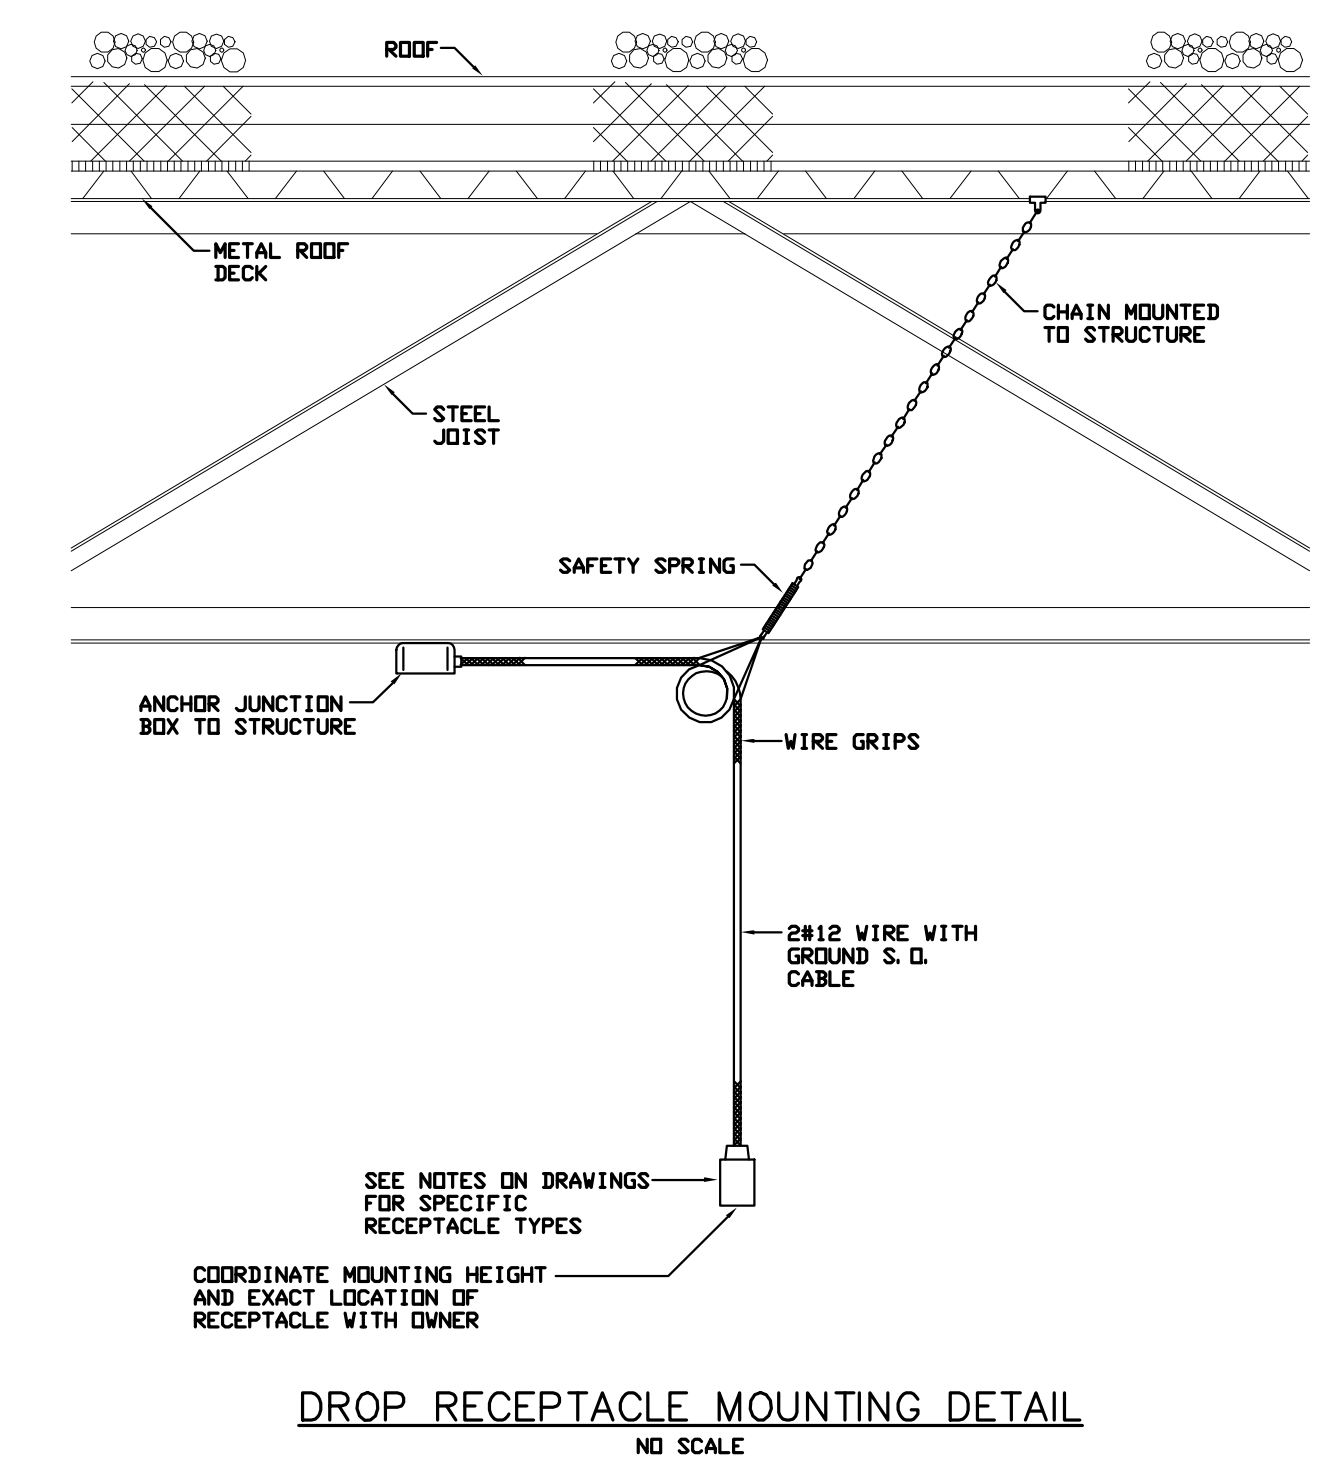 ROOF
METAL ROOF
DECK
CHAIN MOUNTED
TO STRUCTURE
STEEL
JOIST
SAFETY SPRING
ANCHOR JUNCTION
BOX TO STRUCTURE
WIRE GRIPS
2#12 WIRE WITH
GROUND S.O.
CABLE
SEE NOTES ON DRAWINGS
FOR SPECIFIC
RECEPTACLE TYPES
COORDINATE MOUNTING HEIGHT
AND EXACT LOCATION OF
RECEPTACLE WITH OWNER
DROP RECEPTACLE MOUNTING DETAIL
NO SCALE